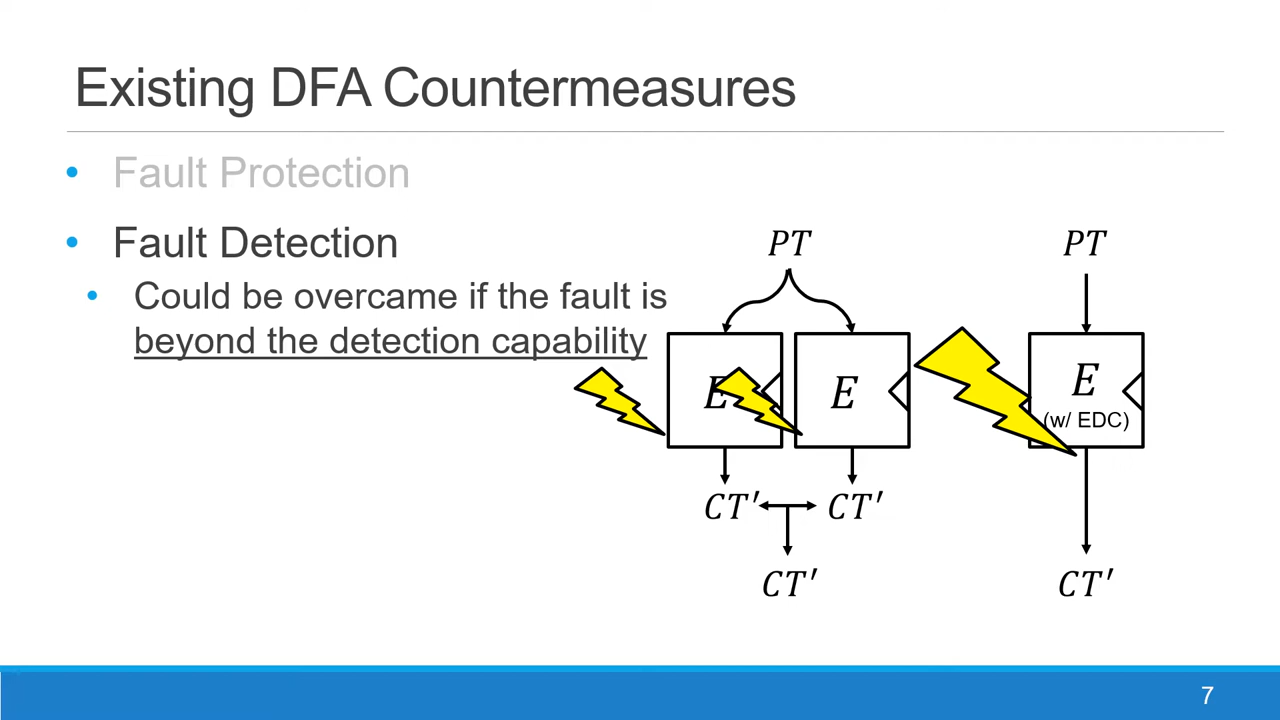 Existing DFA Countermeasures
• Fault Protection
• Fault Detection
• Could be overcame if the fault is
beyond the detection capability
PT
PT
E
E
E
(w/ EDC)
CT′
CT′
CT′
CT′
7